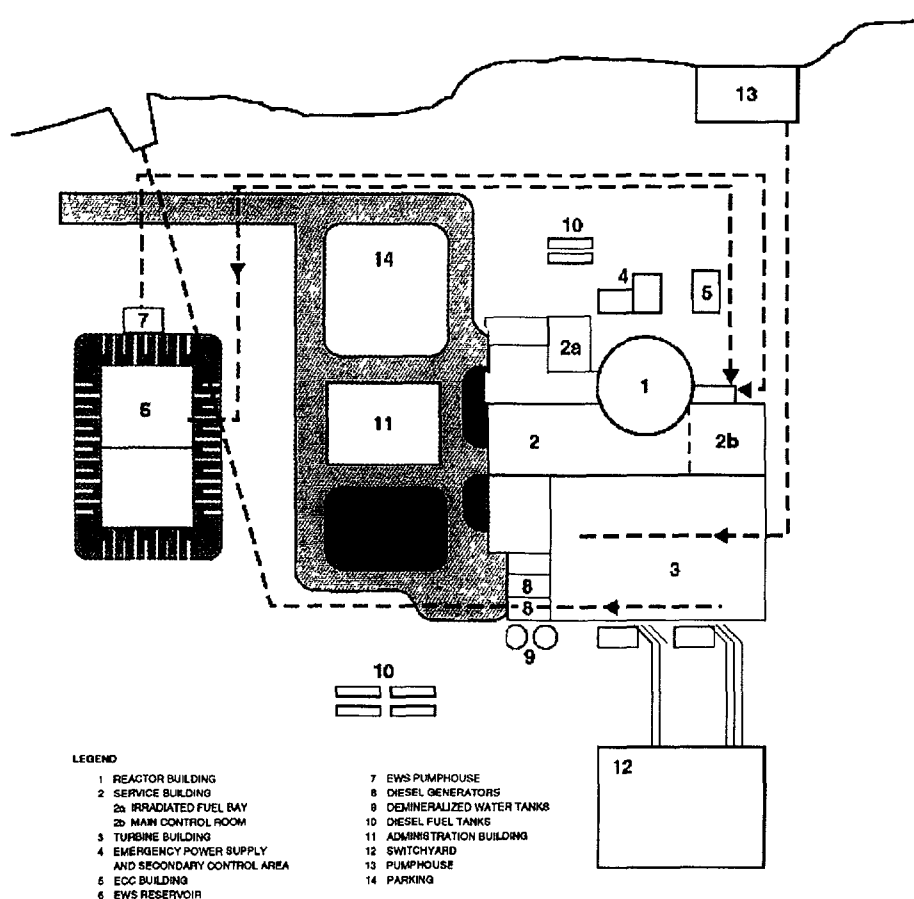 13
10
14
4
5
7
2a
1
6
11
2
2b
3
8
8
9
10
12
LEGEND
1 REACTOR BUILDING
2 SERVICE BUILDING
2a IRRADIATED FUEL BAY
2b MAIN CONTROL ROOM
3 TURBINE BUILDING
4 EMERGENCY POWER SUPPLY
AND SECONDARY CONTROL AREA
5 ECC BUILDING
6 EWS RESERVOIR
7 EWS PUMPHOUSE
8 DIESEL GENERATORS
9 DEMINERALIZED WATER TANKS
10 DIESEL FUEL TANKS
11 ADMINISTRATION BUILDING
12 SWITCHYARD
13 PUMPHOUSE
14 PARKING